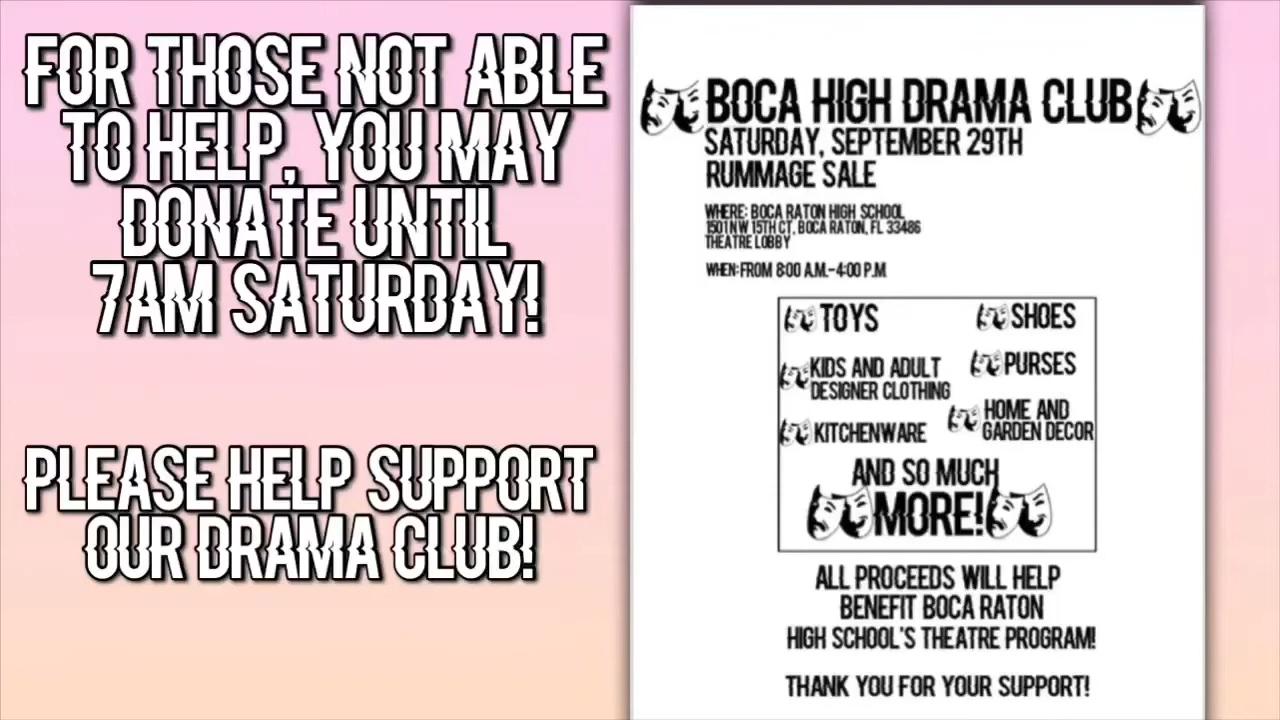 FOR THOSE NOT ABLE
TO HELP, YOU MAY
DONATE UNTIL
7AM SATURDAY!
PLEASE HELP SUPPORT
OUR DRAMA CLUB!
BOCA HIGH DRAMA CLUB
SATURDAY, SEPTEMBER 29TH
RUMMAGE SALE
WHERE: BOCA RATON HIGH SCHOOL
1501 NW 15TH CT, BOCA RATON, FL 33486
THEATRE LOBBY
WHEN: FROM 8:00 A.M.-4:00 P.M
TOYS
SHOES
KIDS AND ADULT
DESIGNER CLOTHING
PURSES
KITCHENWARE
HOME AND
GARDEN DECOR
AND SO MUCH
MORE!
ALL PROCEEDS WILL HELP
BENEFIT BOCA RATON
HIGH SCHOOL'S THEATRE PROGRAM!
THANK YOU FOR YOUR SUPPORT!